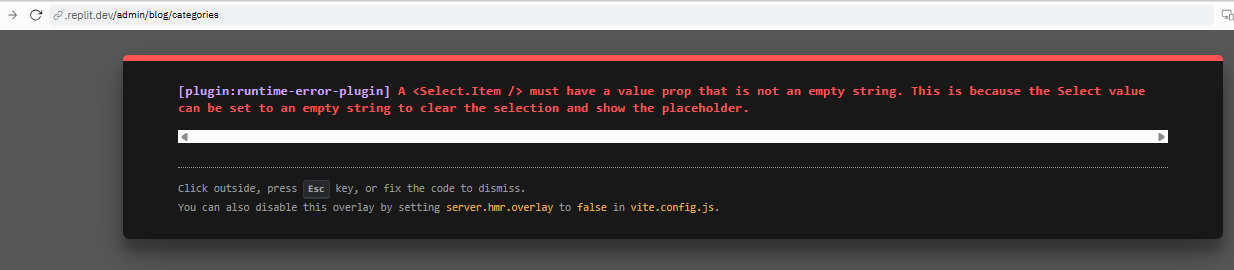 .replit.dev/admin/blog/categories
[plugin:runtime-error-plugin] A <Select.Item /> must have a value prop that is not an empty string. This is because the Select value
can be set to an empty string to clear the selection and show the placeholder.
Click outside, press Esc key, or fix the code to dismiss.
You can also disable this overlay by setting server.hmr.overlay to false in vite.config.js.